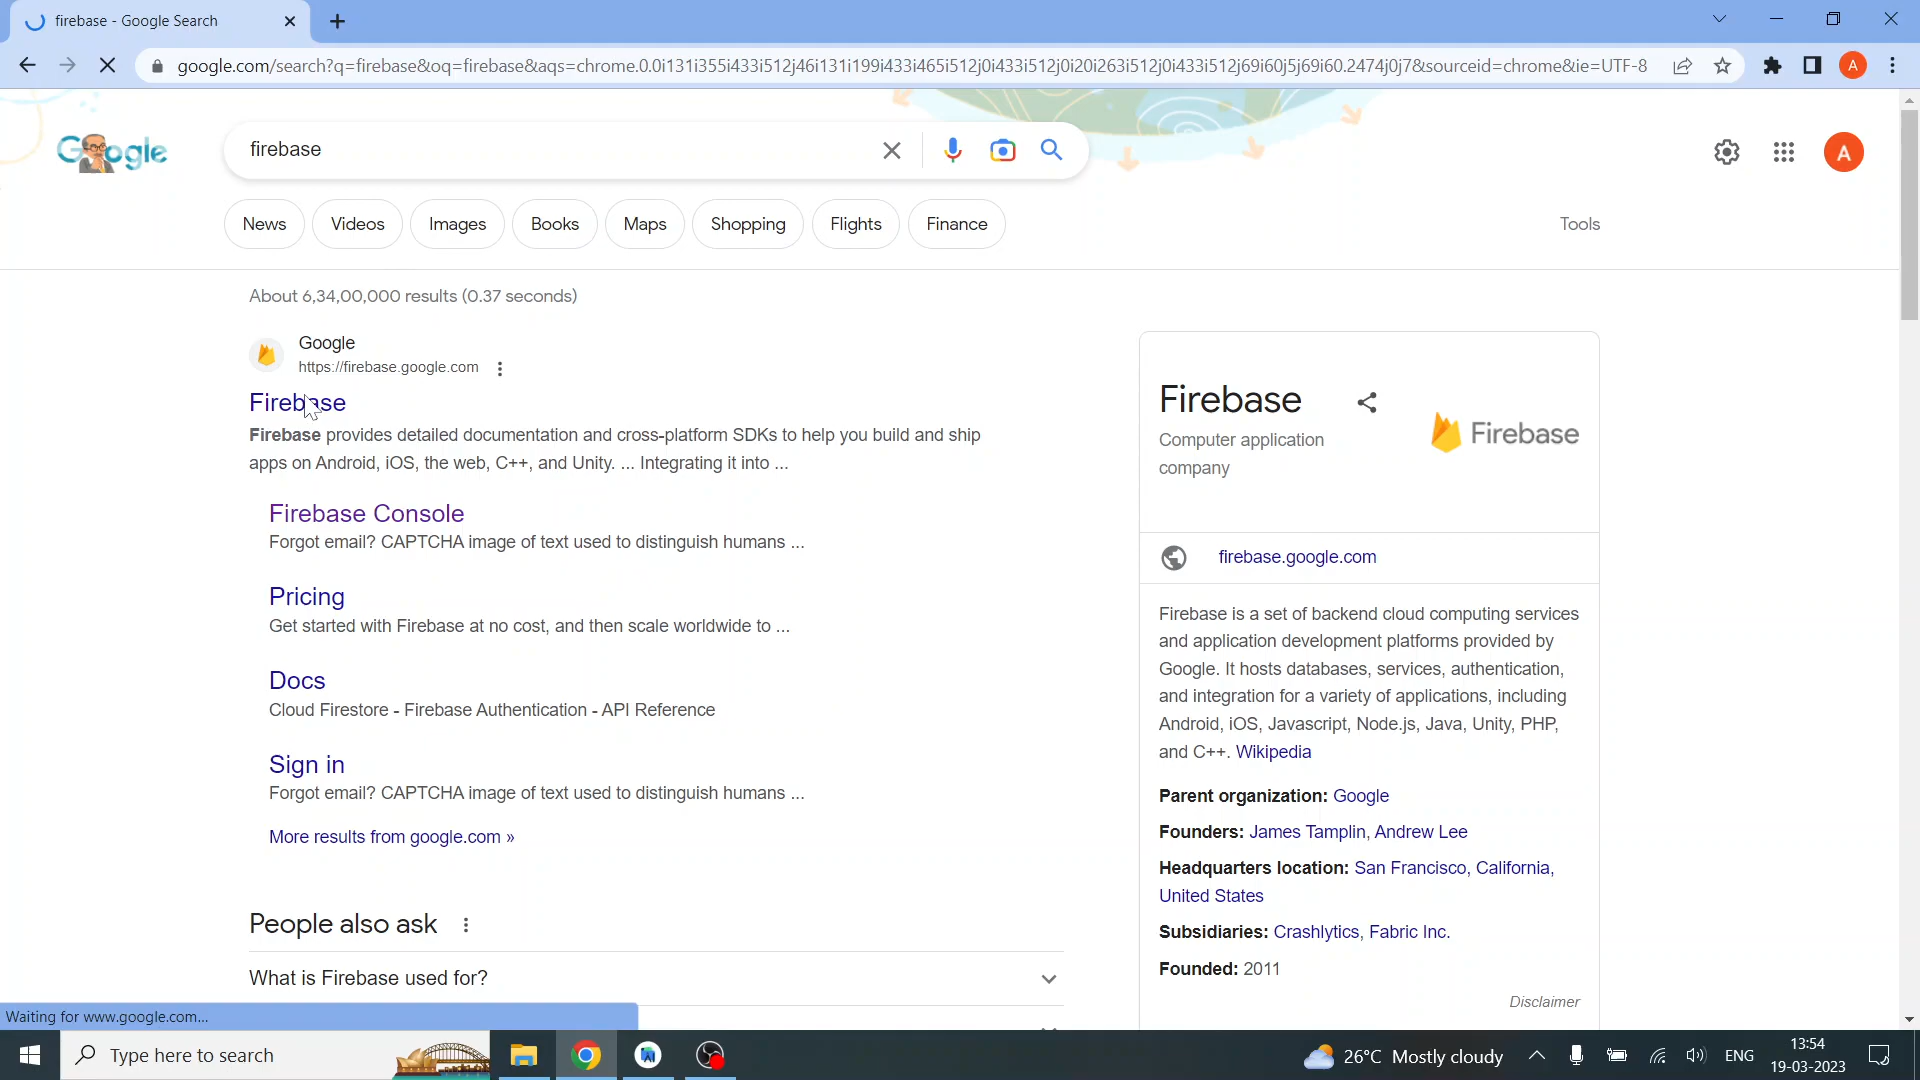 firebase - Google Search
google.com/search?q=firebase&oq=firebase&aqs=chrome.0.0i131i355i433i512j46i131i199i433i465i512j0i433i512j0i20i263i512j0i433i512j69i60j5j69i60.2474j0j7&sourceid=chrome&ie=UTF-8
A
Google
firebase
A
News
Videos
Images
Books
Maps
Shopping
Flights
Finance
Tools
About 6,34,00,000 results (0.37 seconds)
Google
https://firebase.google.com
Firebase
Firebase provides detailed documentation and cross-platform SDKs to help you build and ship
apps on Android, iOS, the web, C++, and Unity. ... Integrating it into ...
Firebase Console
Forgot email? CAPTCHA image of text used to distinguish humans ...
Pricing
Get started with Firebase at no cost, and then scale worldwide to ...
Docs
Cloud Firestore - Firebase Authentication - API Reference
Sign in
Forgot email? CAPTCHA image of text used to distinguish humans ...
More results from google.com »
People also ask
What is Firebase used for?
Firebase
Computer application
company
Firebase
firebase.google.com
Firebase is a set of backend cloud computing services
and application development platforms provided by
Google. It hosts databases, services, authentication,
and integration for a variety of applications, including
Android, iOS, Javascript, Node.js, Java, Unity, PHP,
and C++. Wikipedia
Parent organization: Google
Founders: James Tamplin, Andrew Lee
Headquarters location: San Francisco, California,
United States
Subsidiaries: Crashlytics, Fabric Inc.
Founded: 2011
Disclaimer
Waiting for www.google.com...
Type here to search
26°C Mostly cloudy
ENG
13:54
19-03-2023